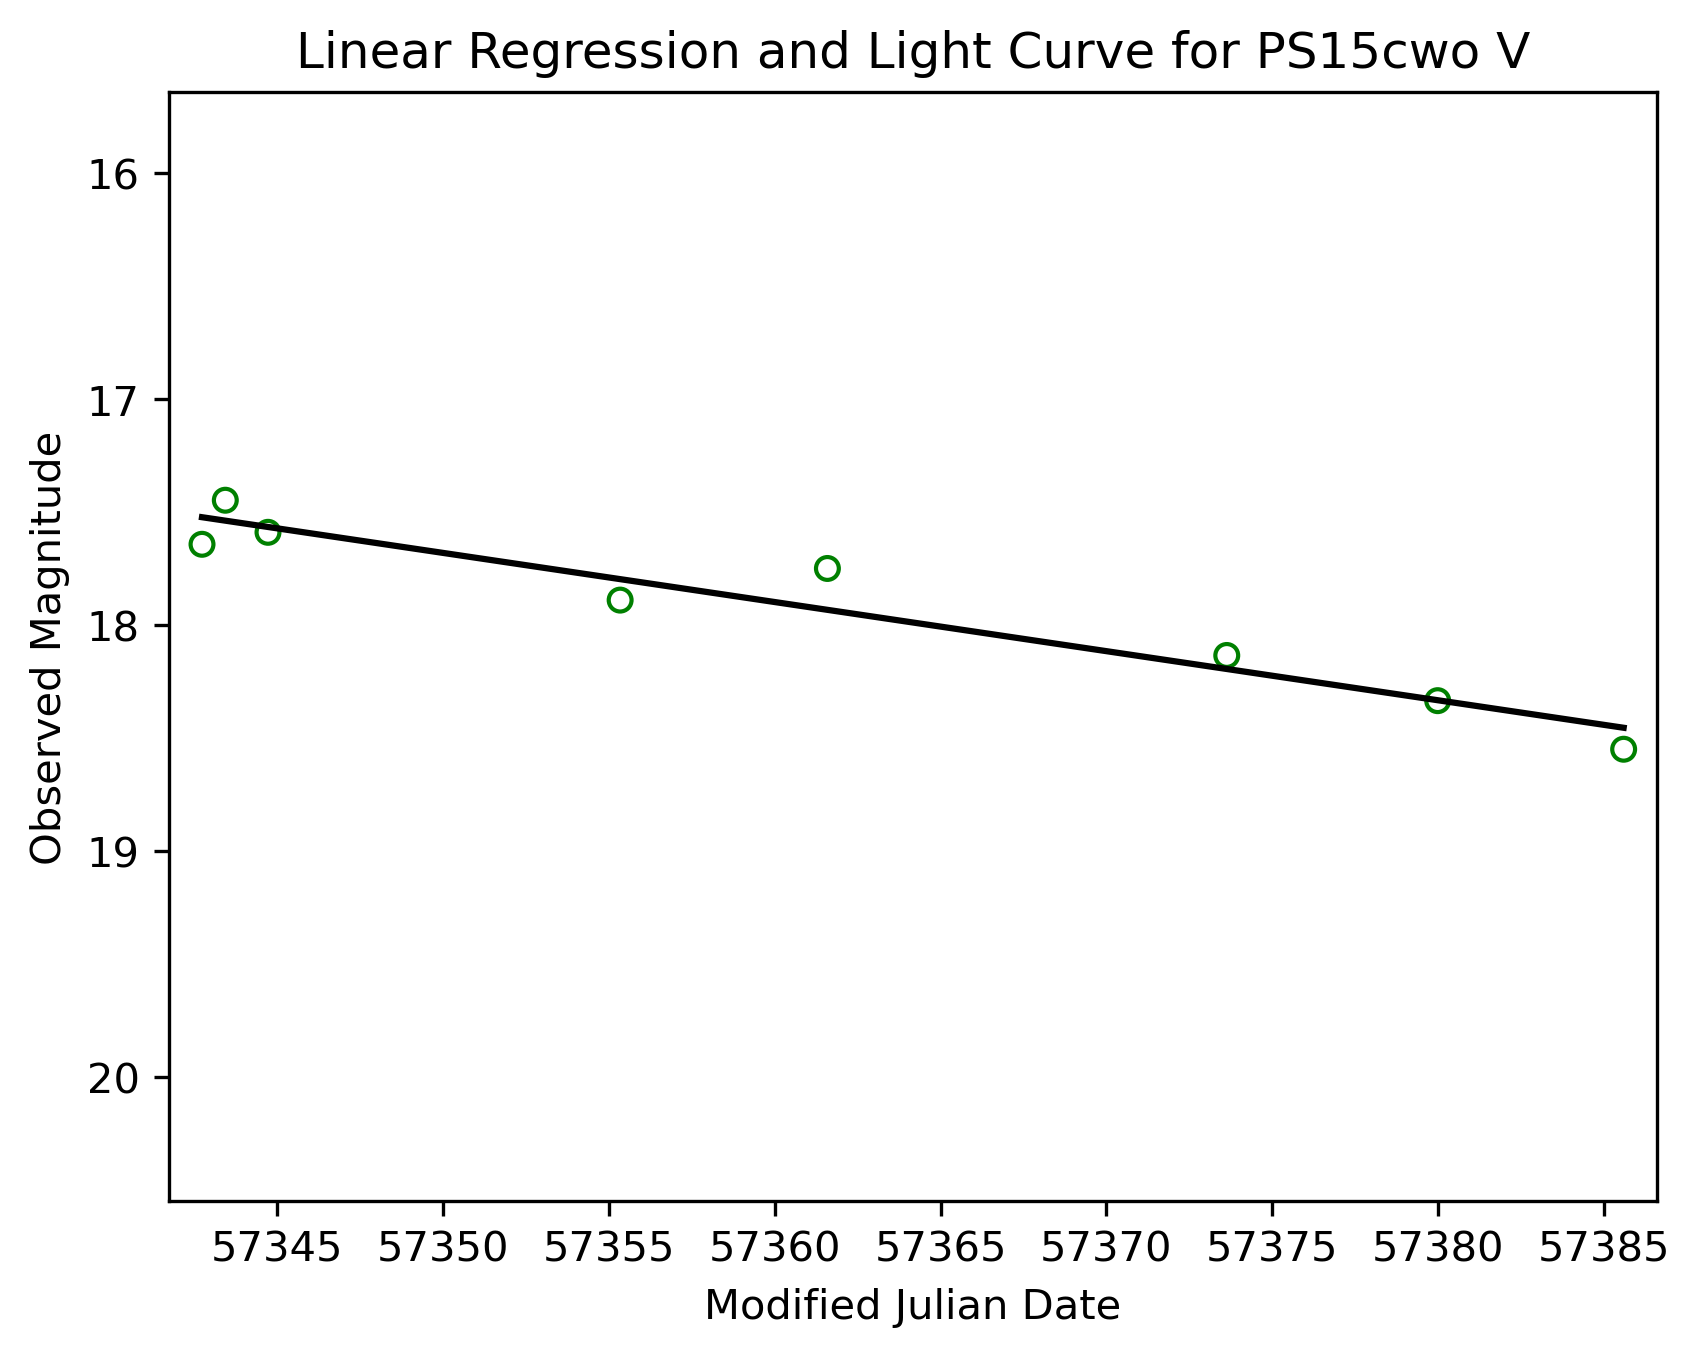 Linear Regression and Light Curve for PS15cwo V
Observed Magnitude
16
17
18
19
20
57345 57350 57355 57360 57365 57370 57375 57380 57385
Modified Julian Date